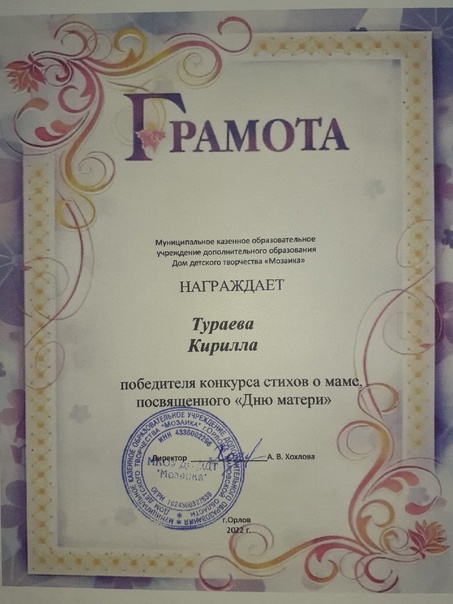 ГРАМОТА
Муниципальное казенное образовательное
учреждение дополнительного образования
Дом детского творчества «Мозаика»
НАГРАЖДАЕТ
Тураева
Кирилла
победителя конкурса стихов о маме,
посвященного «Дню матери»
Директор А. В. Хохлова
"Мозаика"
г.Орлов
2022 г.